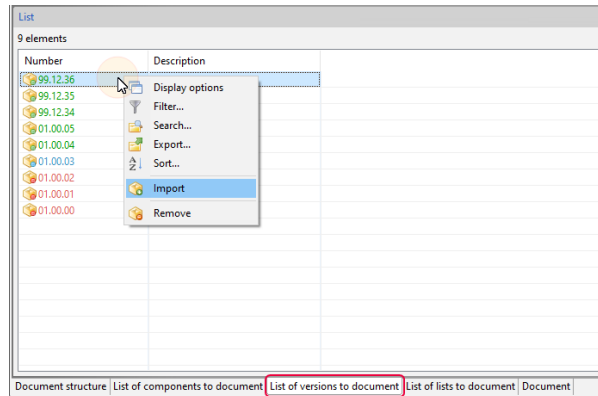 List
9 elements
Number Description
99.12.36
99.12.35
99.12.34
01.00.05
01.00.04
01.00.03
01.00.02
01.00.01
01.00.00
Display options
Filter...
Search...
Export...
Sort...
Import
Remove
Document structure List of components to document List of versions to document List of lists to document Document